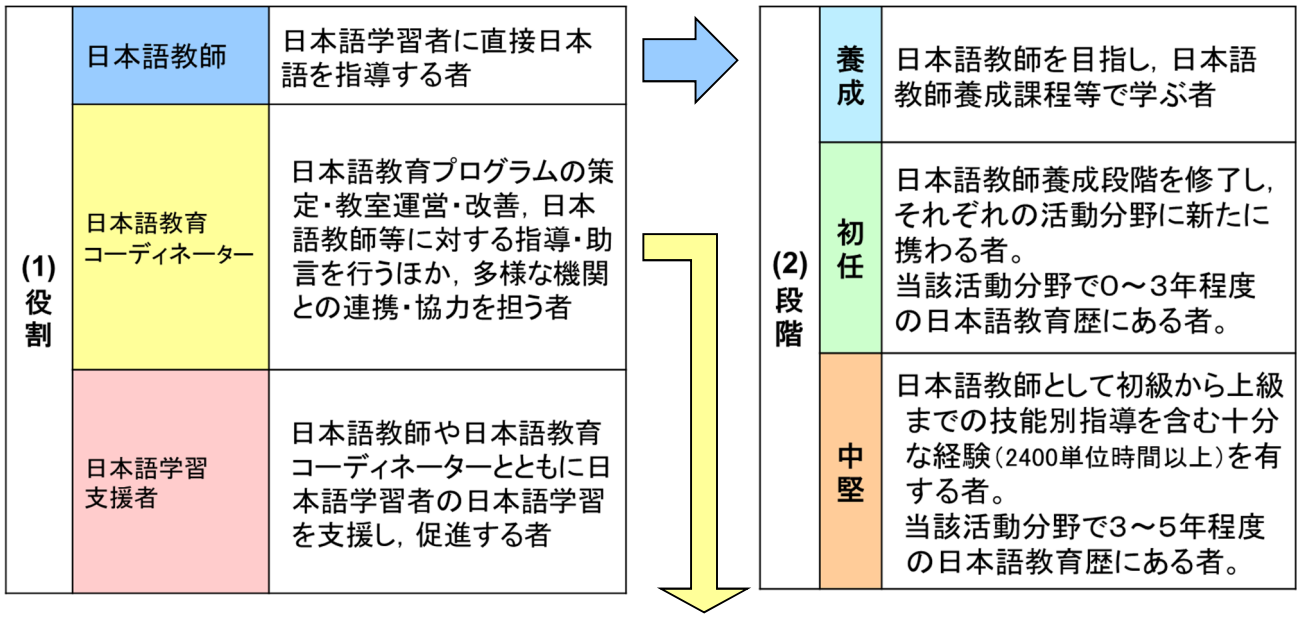 (1)
役
割
日本語教師
日本語学習者に直接日本
語を指導する者
日本語教育
コーディネーター
日本語教育プログラムの策
定・教室運営・改善，日本
語教師等に対する指導・助
言を行うほか，多様な機関
との連携・協力を担う者
日本語学習
支援者
日本語教師や日本語教育
コーディネーターとともに日
本語学習者の日本語学習
を支援し，促進する者
(2)
段
階
養
成
日本語教師を目指し，日本語
教師養成課程等で学ぶ者
初
任
日本語教師養成段階を修了し，
それぞれの活動分野に新たに
携わる者。
当該活動分野で０～３年程度
の日本語教育歴にある者。
中
堅
日本語教師として初級から上級
までの技能別指導を含む十分
な経験（2400単位時間以上）を有
する者。
当該活動分野で３～５年程度
の日本語教育歴にある者。